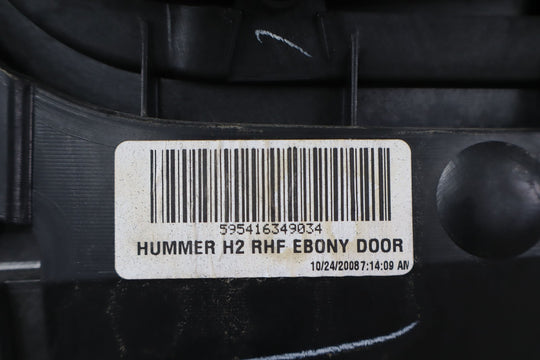 595416349034
HUMMER H2 RHF EBONY DOOR
10/24/2008 7:14:09 AM